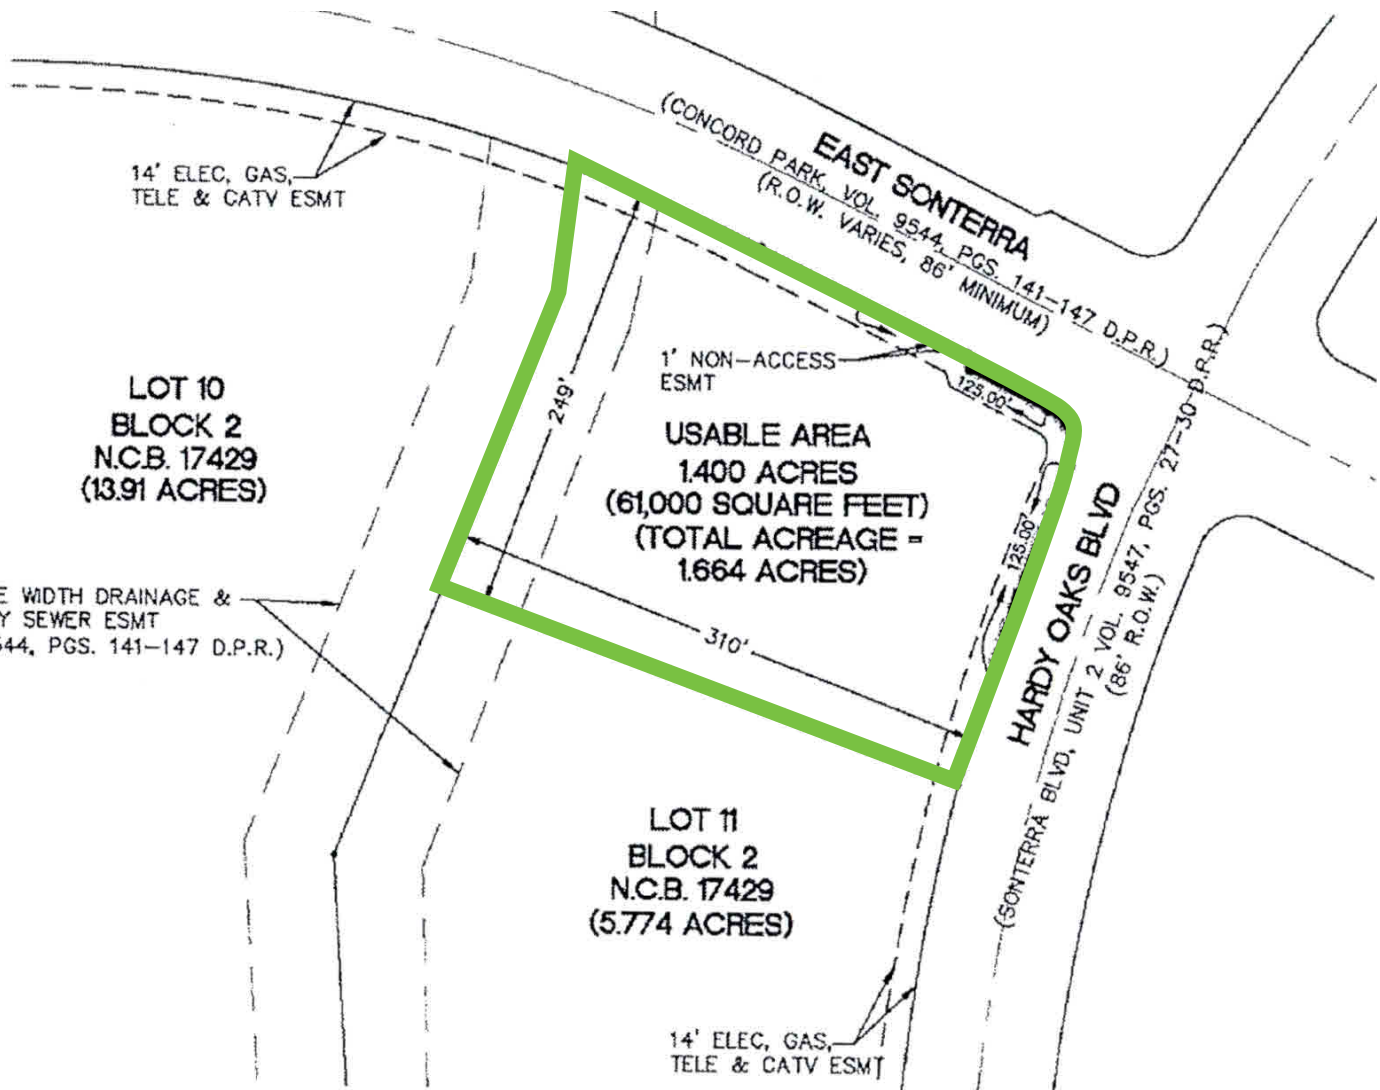 (CONCORD PARK, VOL. 9544, PGS. 141-147 D.P.R.)
EAST SONTERRA
(R.O.W. VARIES, 86' MINIMUM)
14' ELEC, GAS,
TELE & CATV ESMT
1' NON-ACCESS
ESMT
125.00'
249'
LOT 10
BLOCK 2
N.C.B. 17429
(13.91 ACRES)
USABLE AREA
1.400 ACRES
(61,000 SQUARE FEET)
(TOTAL ACREAGE =
1.664 ACRES)
125.00'
HARDY OAKS BLVD
(SONTERRA BLVD, UNIT 2 VOL. 9547, PGS. 27-30 D.P.R.)
(86' R.O.W.)
E WIDTH DRAINAGE &
Y SEWER ESMT
544, PGS. 141-147 D.P.R.)
310'
LOT 11
BLOCK 2
N.C.B. 17429
(5.774 ACRES)
14' ELEC, GAS,
TELE & CATV ESMT